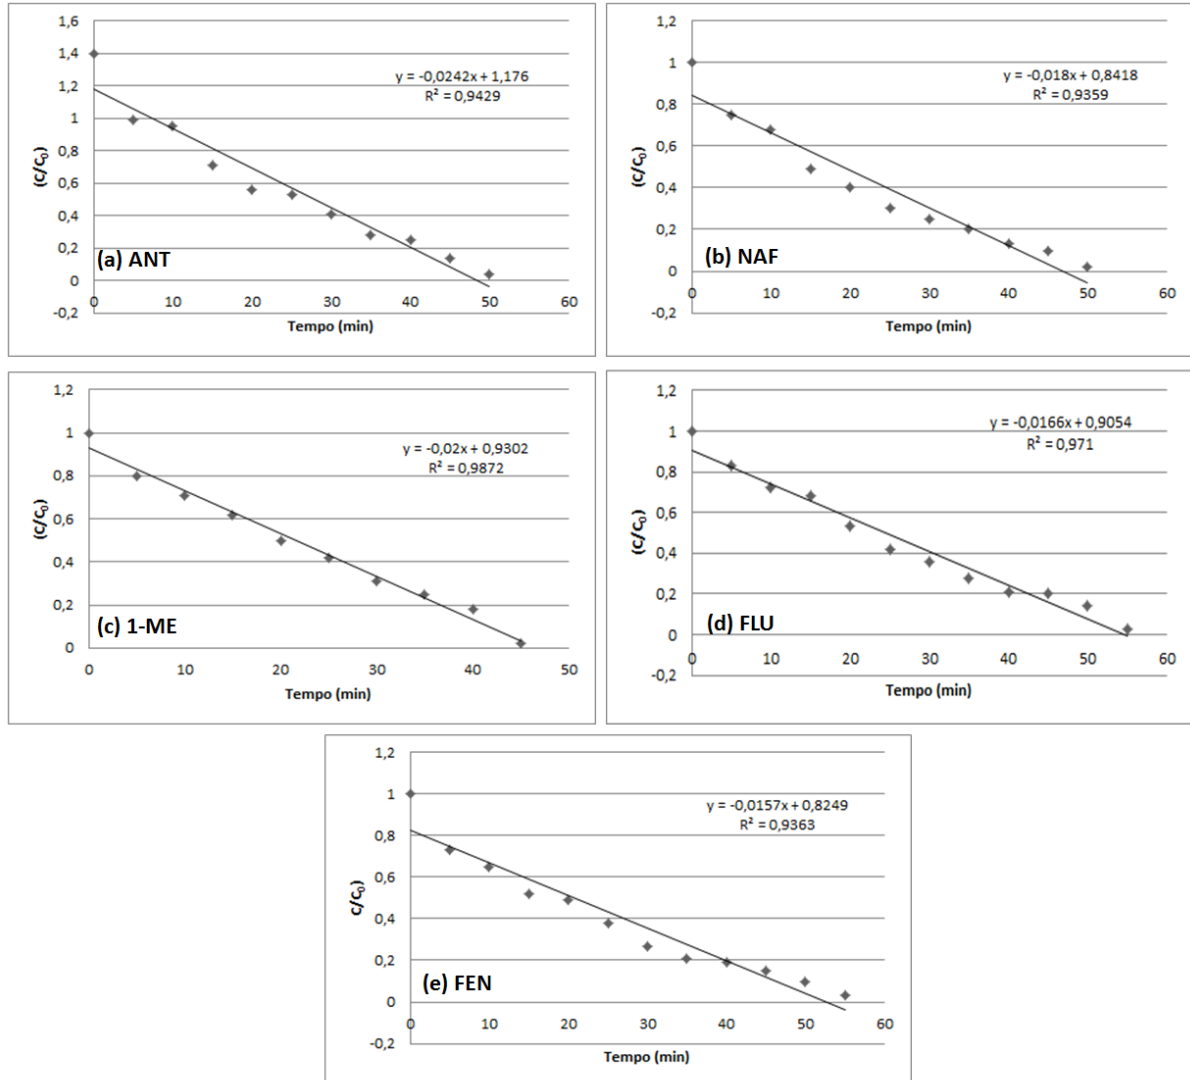 1,6
1,4
1,2
1
0,8
0,6
0,4
0,2
0
-0,2
(C/C₀)
y = -0,0242x + 1,176
R² = 0,9429
(a) ANT
0 10 20 30 40 50 60
Tempo (min)
1,2
1
0,8
0,6
0,4
0,2
0
-0,2
(C/C₀)
y = -0,018x + 0,8418
R² = 0,9359
(b) NAF
0 10 20 30 40 50 60
Tempo (min)
1,2
1
0,8
0,6
0,4
0,2
0
(C/C₀)
y = -0,02x + 0,9302
R² = 0,9872
(c) 1-ME
0 10 20 30 40 50
Tempo (min)
1,2
1
0,8
0,6
0,4
0,2
0
-0,2
(C/C₀)
y = -0,0166x + 0,9054
R² = 0,971
(d) FLU
0 10 20 30 40 50 60
Tempo (min)
1,2
1
0,8
0,6
0,4
0,2
0
-0,2
C/C₀)
y = -0,0157x + 0,8249
R² = 0,9363
(e) FEN
0 10 20 30 40 50 60
Tempo (min)